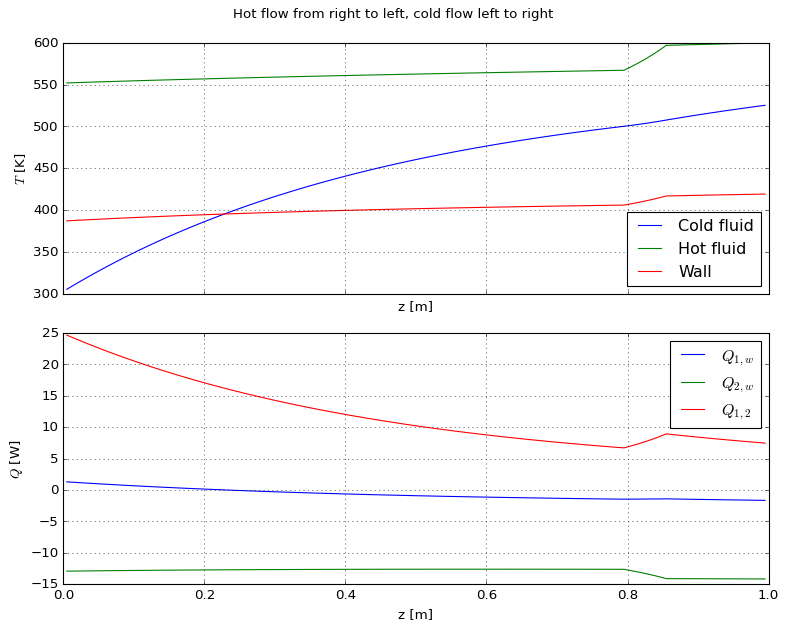 Hot flow from right to left, cold flow left to right
600
550
500
450
400
350
300
T [K]
Cold fluid
Hot fluid
Wall
z [m]
25
20
15
10
5
0
−5
−10
−15
Q [W]
Q1,w
Q2,w
Q1,2
0.0 0.2 0.4 0.6 0.8 1.0
z [m]